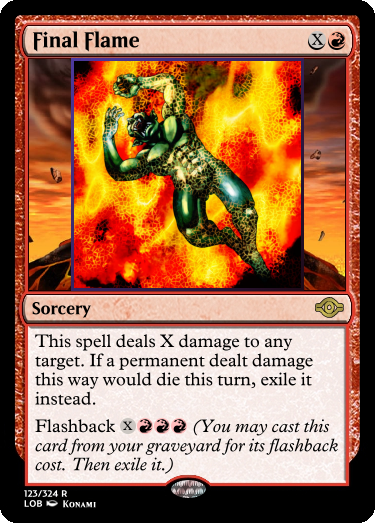 Final Flame X R
Sorcery
This spell deals X damage to any
target. If a permanent dealt damage
this way would die this turn, exile it
instead.
Flashback X (You may cast this
card from your graveyard for its flashback
cost. Then exile it.)
123/324 R
LOB Konami